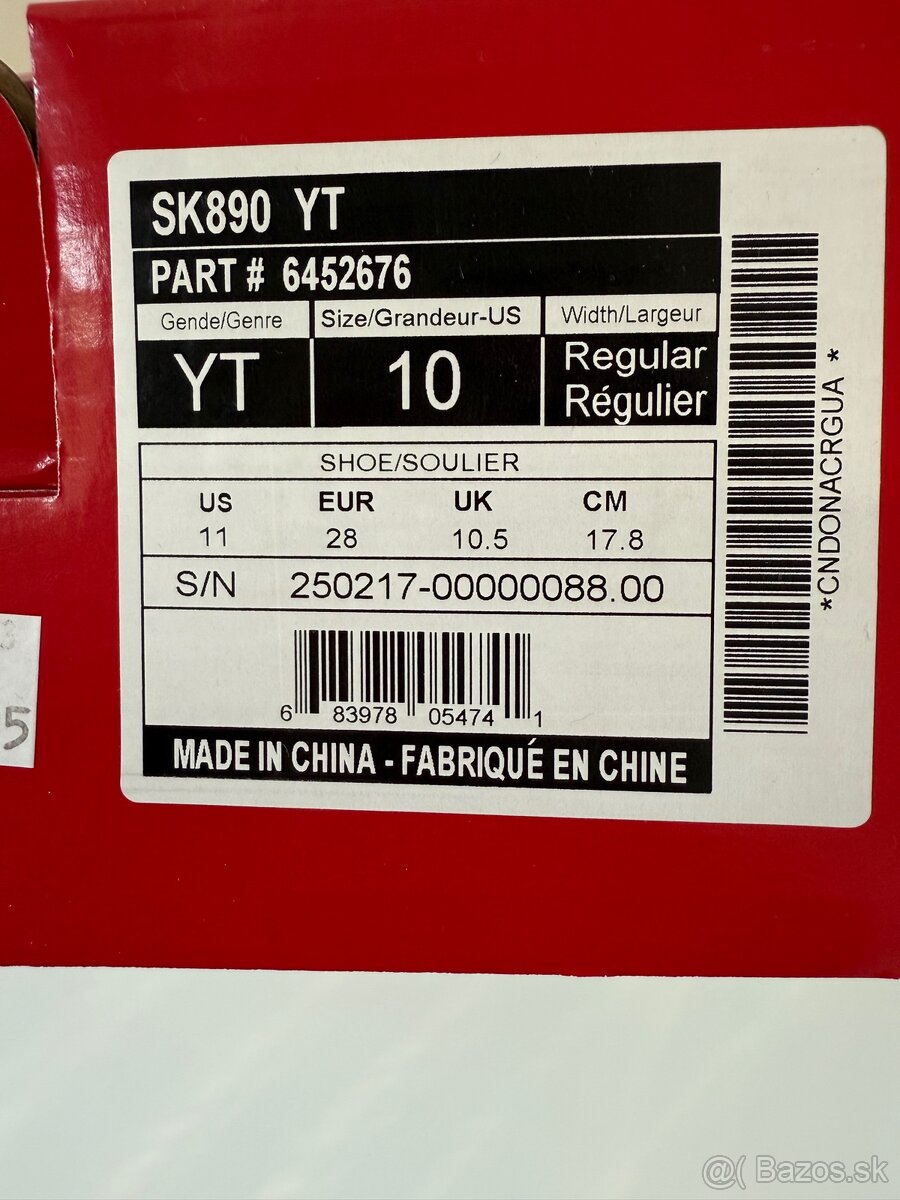 SK890 YT
PART # 6452676
Gende/Genre Size/Grandeur-US Width/Largeur
YT 10 Regular
Régulier
SHOE/SOULIER
US EUR UK CM
11 28 10.5 17.8
S/N 250217-00000088.00
6 83978 05474 1
MADE IN CHINA - FABRIQUÉ EN CHINE
*CNDONACRGUA *
3
5
@( Bazos.sk